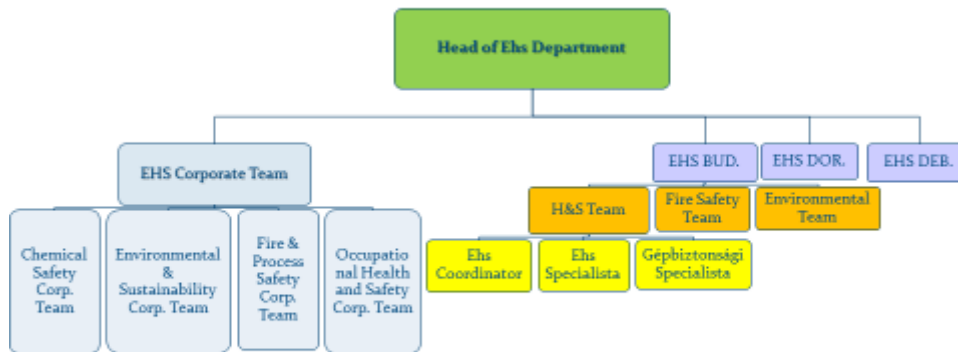 Head of Ehs Department
EHS Corporate Team
EHS BUD.
EHS DOR.
EHS DEB.
H&S Team
Fire Safety
Team
Environmental
Team
Chemical
Safety
Corp.
Team
Environmental
&
Sustainability
Corp. Team
Fire &
Process
Safety
Corp.
Team
Occupatio
nal Health
and Safety
Corp. Team
Ehs
Coordinator
Ehs
Specialista
Gépbiztonsági
Specialista